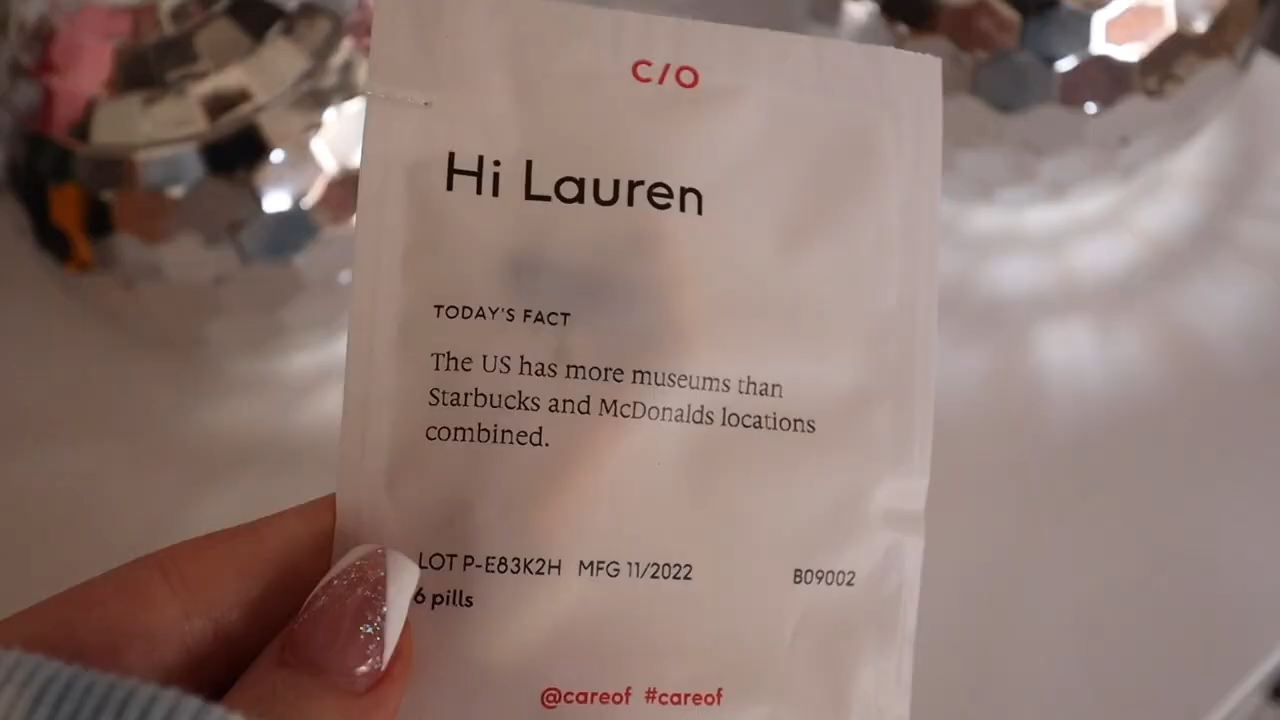 C/O
Hi Lauren
TODAY'S FACT
The US has more museums than
Starbucks and McDonalds locations
combined.
LOT P-E83K2H MFG 11/2022 B09002
6 pills
@careof #careof